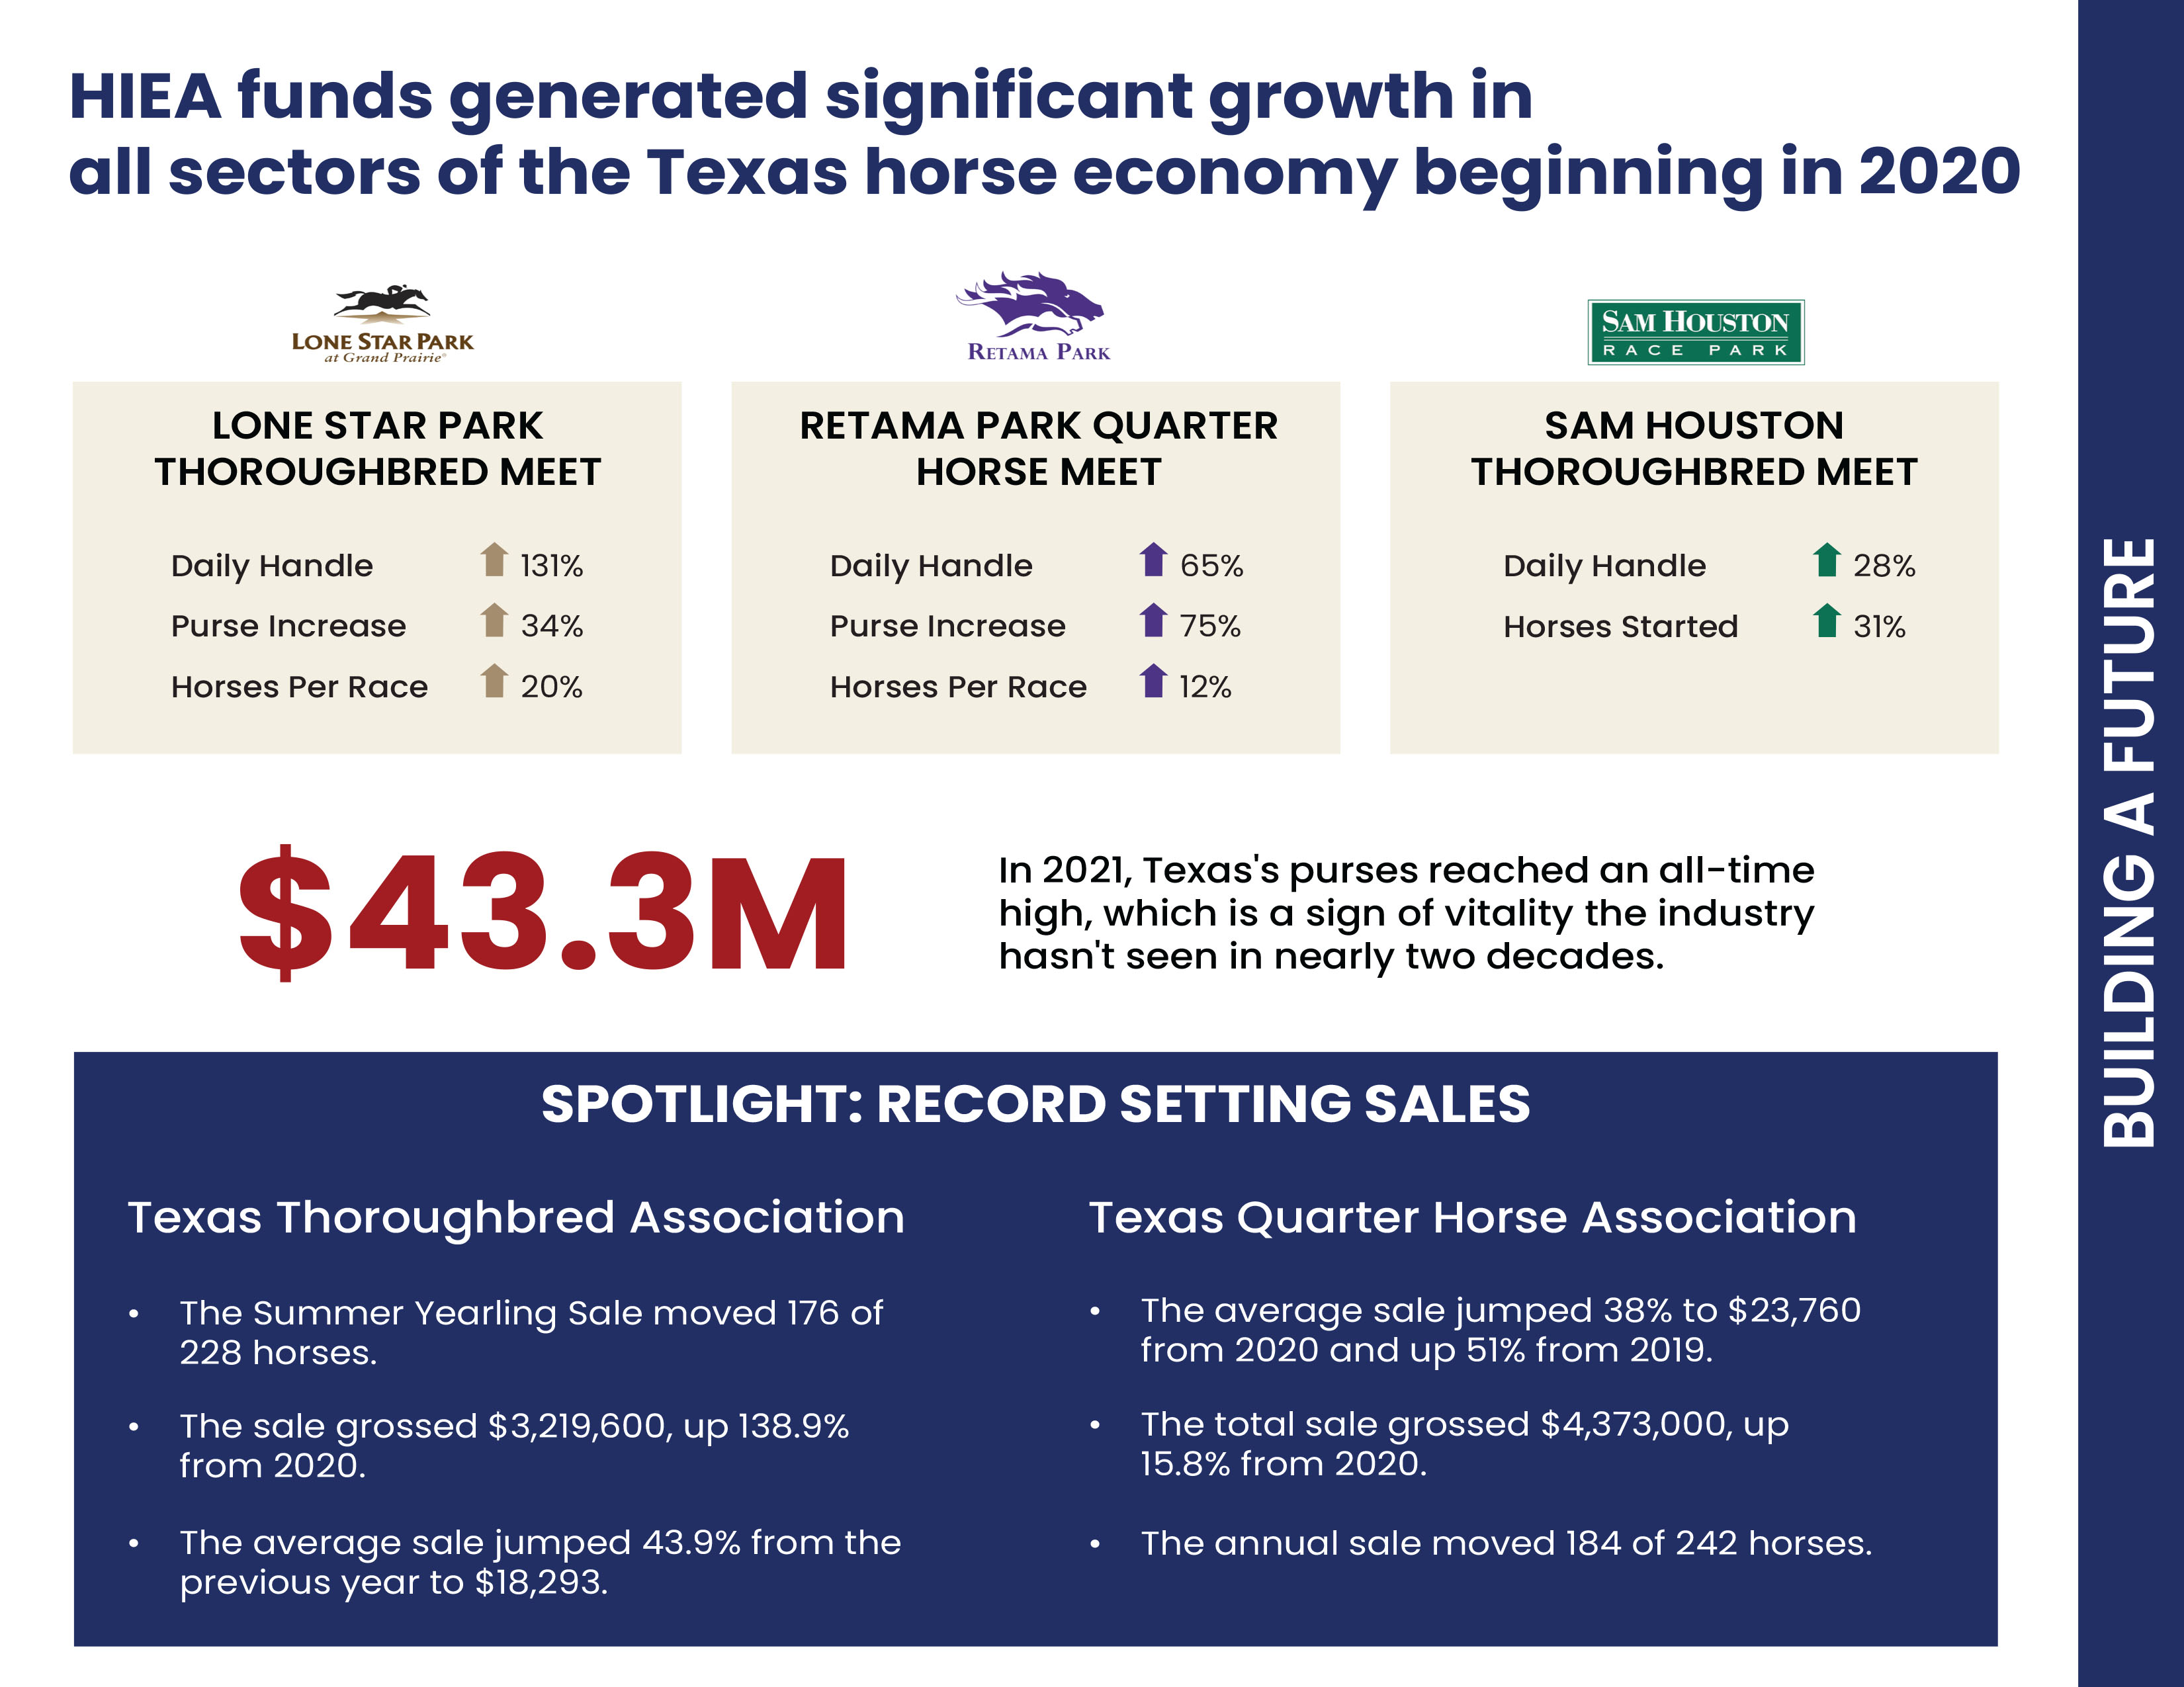 HIEA funds generated significant growth in
all sectors of the Texas horse economy beginning in 2020
LONE STAR PARK
at Grand Prairie®
RETAMA PARK
SAM HOUSTON
RACE PARK
LONE STAR PARK
THOROUGHBRED MEET
Daily Handle 131%
Purse Increase 34%
Horses Per Race 20%
RETAMA PARK QUARTER
HORSE MEET
Daily Handle 65%
Purse Increase 75%
Horses Per Race 12%
SAM HOUSTON
THOROUGHBRED MEET
Daily Handle 28%
Horses Started 31%
$43.3M
In 2021, Texas's purses reached an all-time
high, which is a sign of vitality the industry
hasn't seen in nearly two decades.
SPOTLIGHT: RECORD SETTING SALES
Texas Thoroughbred Association
• The Summer Yearling Sale moved 176 of
228 horses.
• The sale grossed $3,219,600, up 138.9%
from 2020.
• The average sale jumped 43.9% from the
previous year to $18,293.
Texas Quarter Horse Association
• The average sale jumped 38% to $23,760
from 2020 and up 51% from 2019.
• The total sale grossed $4,373,000, up
15.8% from 2020.
• The annual sale moved 184 of 242 horses.
BUILDING A FUTURE